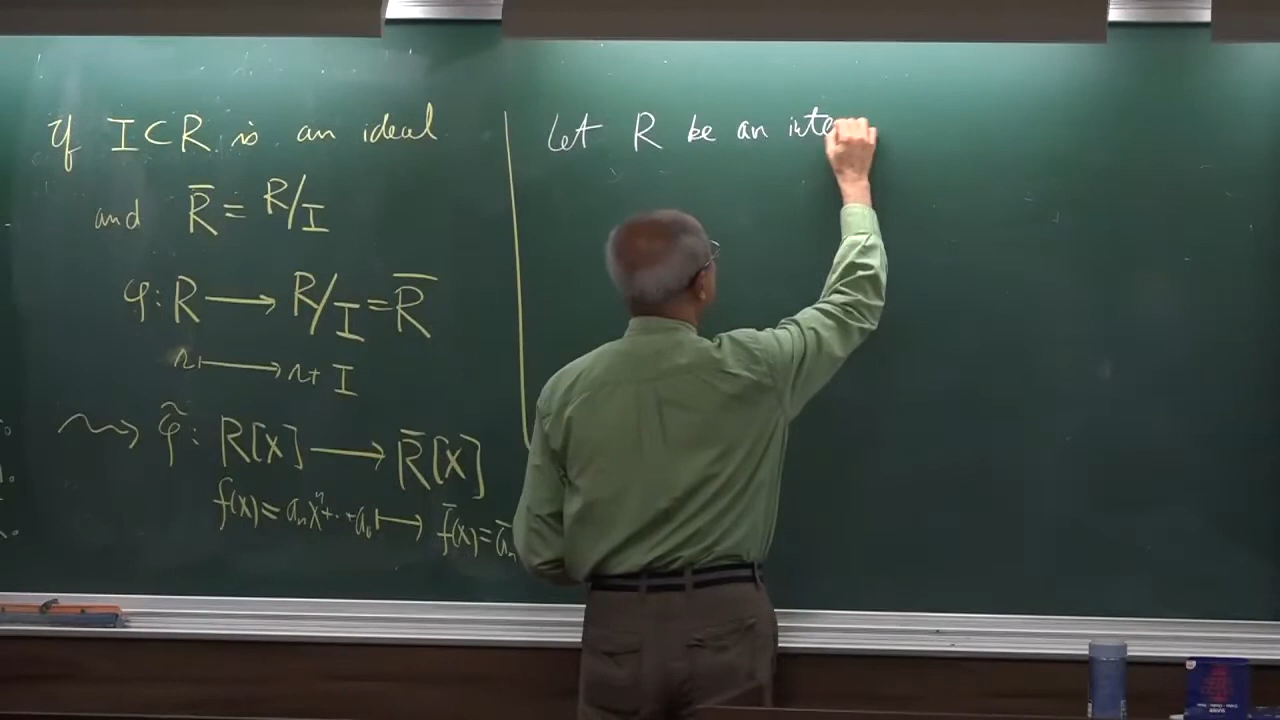 If I ⊂ R is an ideal
and R̄ = R/I
φ: R ⟶ R/I = R̄
r ⟼ r + I
⇝ φ̃: R[x] ⟶ R̄[x]
f(x) = aₙxⁿ + ·· + a₀ ⟼ f̄(x) = āₙ
Let R be an inte